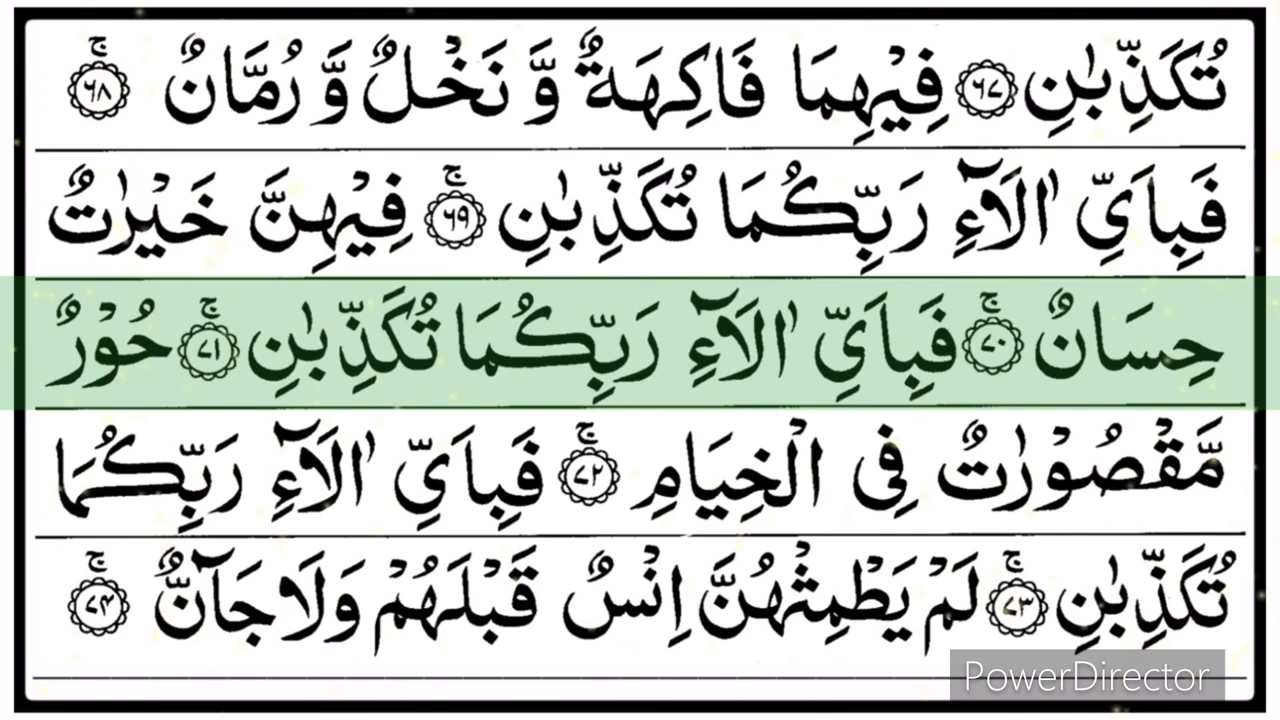 تُكَذِّبٰنِ ۝٦٧ فِيْهِمَا فَاكِهَةٌ وَّ نَخْلٌ وَّ رُمَّانٌ ۝٦٨ۚ
فَبِاَيِّ اٰلَآءِ رَبِّكُمَا تُكَذِّبٰنِ ۝٦٩ۚ فِيْهِنَّ خَيْرٰتٌ
حِسَانٌ ۝٧٠ۚ فَبِاَيِّ اٰلَآءِ رَبِّكُمَا تُكَذِّبٰنِ ۝٧١ۚ حُوْرٌ
مَّقْصُوْرٰتٌ فِى الْخِيَامِ ۝٧٢ۚ فَبِاَيِّ اٰلَآءِ رَبِّكُمَا
تُكَذِّبٰنِ ۝٧٣ۚ لَمْ يَطْمِثْهُنَّ اِنْسٌ قَبْلَهُمْ وَلَا جَآنٌّ ۝٧٤ۚ
PowerDirector